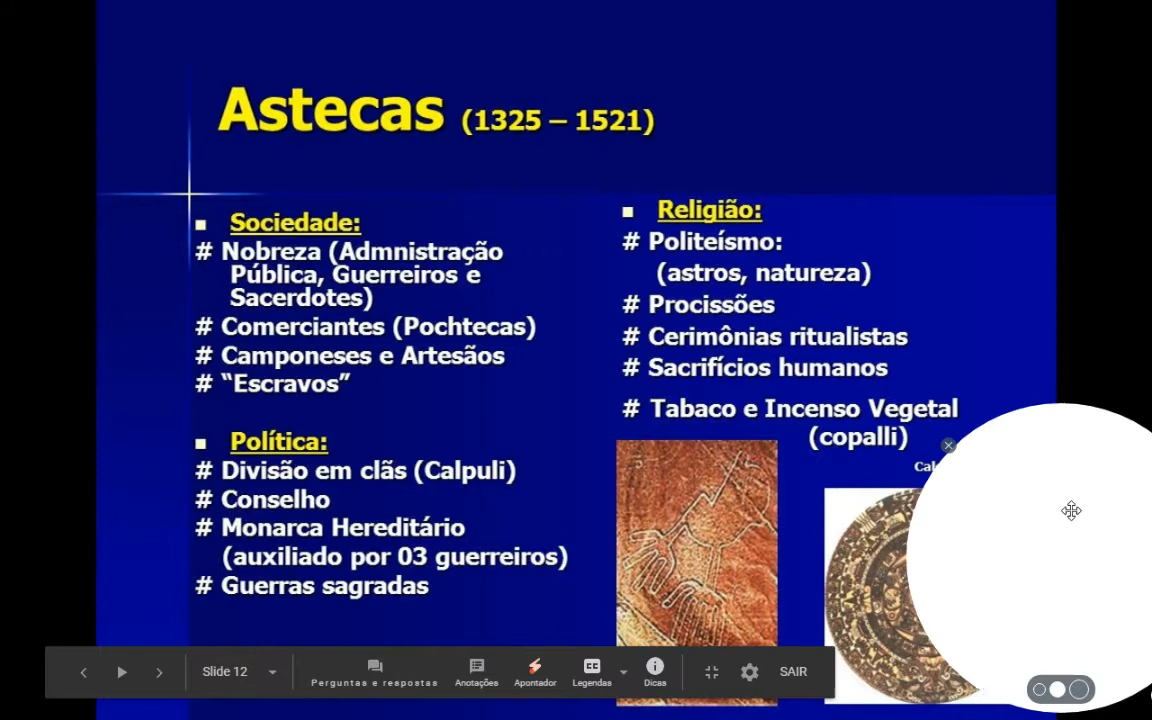 Astecas (1325 – 1521)
Sociedade:
# Nobreza (Admnistração
Pública, Guerreiros e
Sacerdotes)
# Comerciantes (Pochtecas)
# Camponeses e Artesãos
# “Escravos”
Política:
# Divisão em clãs (Calpuli)
# Conselho
# Monarca Hereditário
(auxiliado por 03 guerreiros)
# Guerras sagradas
Religião:
# Politeísmo:
(astros, natureza)
# Procissões
# Cerimônias ritualistas
# Sacrifícios humanos
# Tabaco e Incenso Vegetal
(copalli)
Slide 12
Perguntas e respostas
Anotações
Apontador
CC
Legendas
Dicas
SAIR